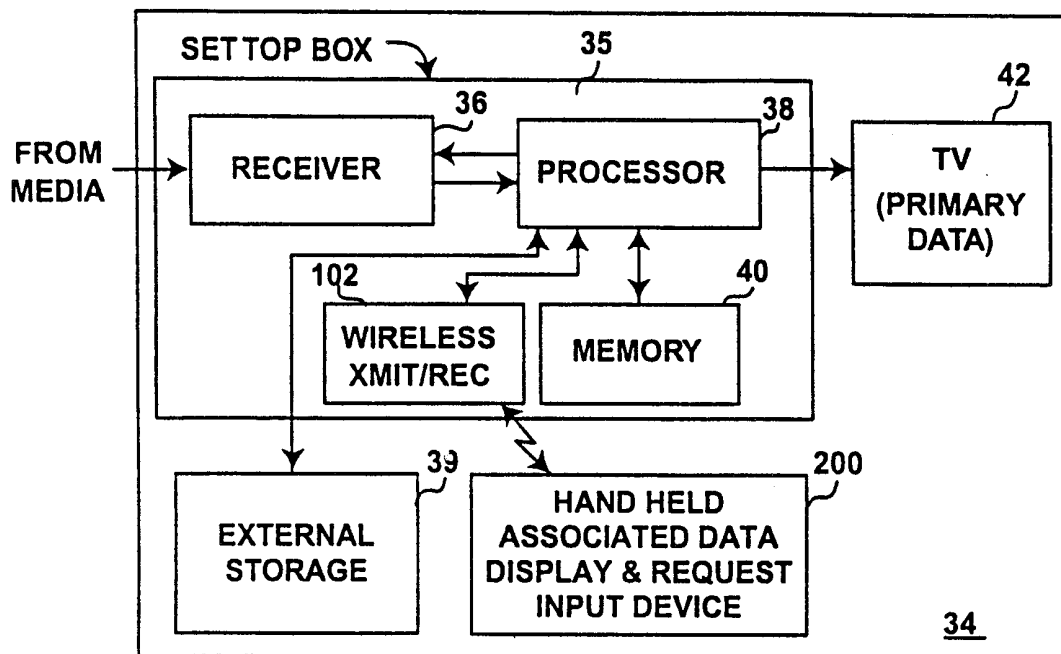 SET TOP BOX
35
36
38
42
FROM
MEDIA
RECEIVER
PROCESSOR
TV
(PRIMARY
DATA)
102
40
WIRELESS
XMIT/REC
MEMORY
39
200
EXTERNAL
STORAGE
HAND HELD
ASSOCIATED DATA
DISPLAY & REQUEST
INPUT DEVICE
34